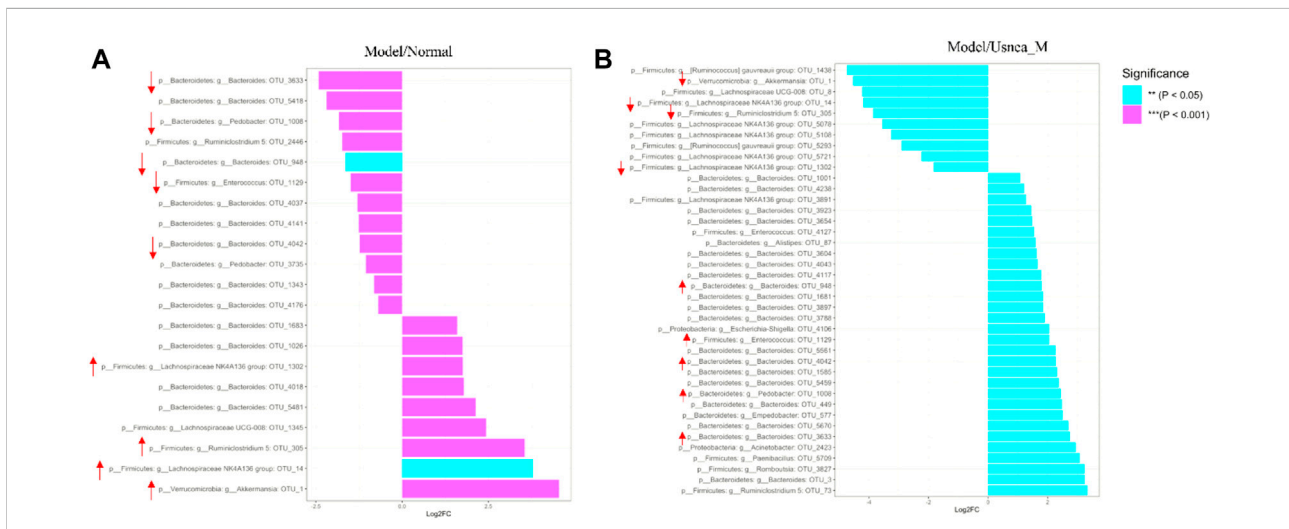 A
Model/Normal
p__Bacteroidetes: g__Bacteroides: OTU_3633
p__Bacteroidetes: g__Bacteroides: OTU_5418
p__Bacteroidetes: g__Pedobacter: OTU_1008
p__Firmicutes: g__Ruminiclostridium 5: OTU_2446
p__Bacteroidetes: g__Bacteroides: OTU_948
p__Firmicutes: g__Enterococcus: OTU_1129
p__Bacteroidetes: g__Bacteroides: OTU_4037
p__Bacteroidetes: g__Bacteroides: OTU_4141
p__Bacteroidetes: g__Bacteroides: OTU_4042
p__Bacteroidetes: g__Pedobacter: OTU_3735
p__Bacteroidetes: g__Bacteroides: OTU_1343
p__Bacteroidetes: g__Bacteroides: OTU_4176
p__Bacteroidetes: g__Bacteroides: OTU_1683
p__Bacteroidetes: g__Bacteroides: OTU_1026
p__Firmicutes: g__Lachnospiraceae NK4A136 group: OTU_1302
p__Bacteroidetes: g__Bacteroides: OTU_4018
p__Bacteroidetes: g__Bacteroides: OTU_5481
p__Firmicutes: g__Lachnospiraceae UCG-008: OTU_1345
p__Firmicutes: g__Ruminiclostridium 5: OTU_305
p__Firmicutes: g__Lachnospiraceae NK4A136 group: OTU_14
p__Verrucomicrobia: g__Akkermansia: OTU_1
-2.5 0.0 2.5
Log2FC
B
Model/Usnea_M
p__Firmicutes: g__[Ruminococcus] gauvreauii group: OTU_1438
p__Verrucomicrobia: g__Akkermansia: OTU_1
p__Firmicutes: g__Lachnospiraceae UCG-008: OTU_8
p__Firmicutes: g__Lachnospiraceae NK4A136 group: OTU_14
p__Firmicutes: g__Ruminiclostridium 5: OTU_305
p__Firmicutes: g__Lachnospiraceae NK4A136 group: OTU_5078
p__Firmicutes: g__Lachnospiraceae NK4A136 group: OTU_5108
p__Firmicutes: g__[Ruminococcus] gauvreauii group: OTU_5293
p__Firmicutes: g__Lachnospiraceae NK4A136 group: OTU_5721
p__Firmicutes: g__Lachnospiraceae NK4A136 group: OTU_1302
p__Bacteroidetes: g__Bacteroides: OTU_1001
p__Bacteroidetes: g__Bacteroides: OTU_4238
p__Firmicutes: g__Lachnospiraceae NK4A136 group: OTU_3891
p__Bacteroidetes: g__Bacteroides: OTU_3923
p__Bacteroidetes: g__Bacteroides: OTU_3654
p__Firmicutes: g__Enterococcus: OTU_4127
p__Bacteroidetes: g__Alistipes: OTU_87
p__Bacteroidetes: g__Bacteroides: OTU_3604
p__Bacteroidetes: g__Bacteroides: OTU_4043
p__Bacteroidetes: g__Bacteroides: OTU_4117
p__Bacteroidetes: g__Bacteroides: OTU_948
p__Bacteroidetes: g__Bacteroides: OTU_1681
p__Bacteroidetes: g__Bacteroides: OTU_3897
p__Bacteroidetes: g__Bacteroides: OTU_3788
p__Proteobacteria: g__Escherichia-Shigella: OTU_4106
p__Firmicutes: g__Enterococcus: OTU_1129
p__Bacteroidetes: g__Bacteroides: OTU_5561
p__Bacteroidetes: g__Bacteroides: OTU_4042
p__Bacteroidetes: g__Bacteroides: OTU_1585
p__Bacteroidetes: g__Bacteroides: OTU_5459
p__Bacteroidetes: g__Pedobacter: OTU_1008
p__Bacteroidetes: g__Bacteroides: OTU_449
p__Bacteroidetes: g__Empedobacter: OTU_577
p__Bacteroidetes: g__Bacteroides: OTU_5670
p__Bacteroidetes: g__Bacteroides: OTU_3633
p__Proteobacteria: g__Acinetobacter: OTU_2423
p__Firmicutes: g__Paenibacillus: OTU_5709
p__Firmicutes: g__Romboutsia: OTU_3827
p__Bacteroidetes: g__Bacteroides: OTU_3
p__Firmicutes: g__Ruminiclostridium 5: OTU_73
-4 -2 0 2
Log2FC
Significance
** (P < 0.05)
***(P < 0.001)